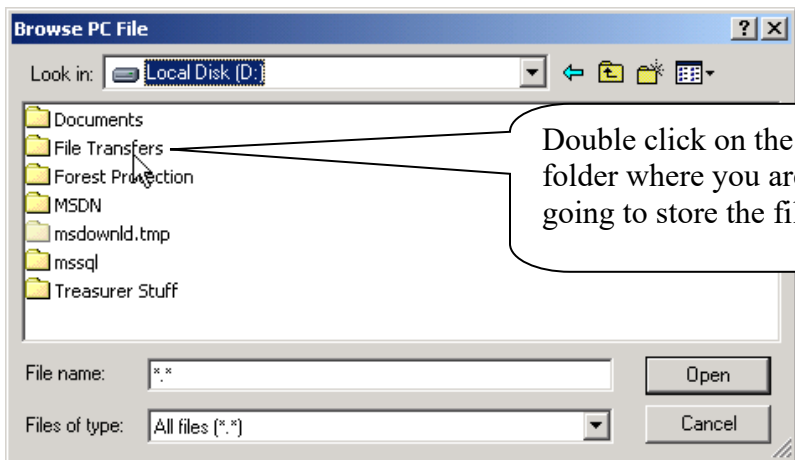 Browse PC File
Look in: Local Disk (D:)
Documents
File Transfers
Forest Protection
MSDN
msdownld.tmp
mssql
Treasurer Stuff
Double click on the
folder where you
going to store the
File name: *.*
Open
Files of type: All files (*.*)
Cancel